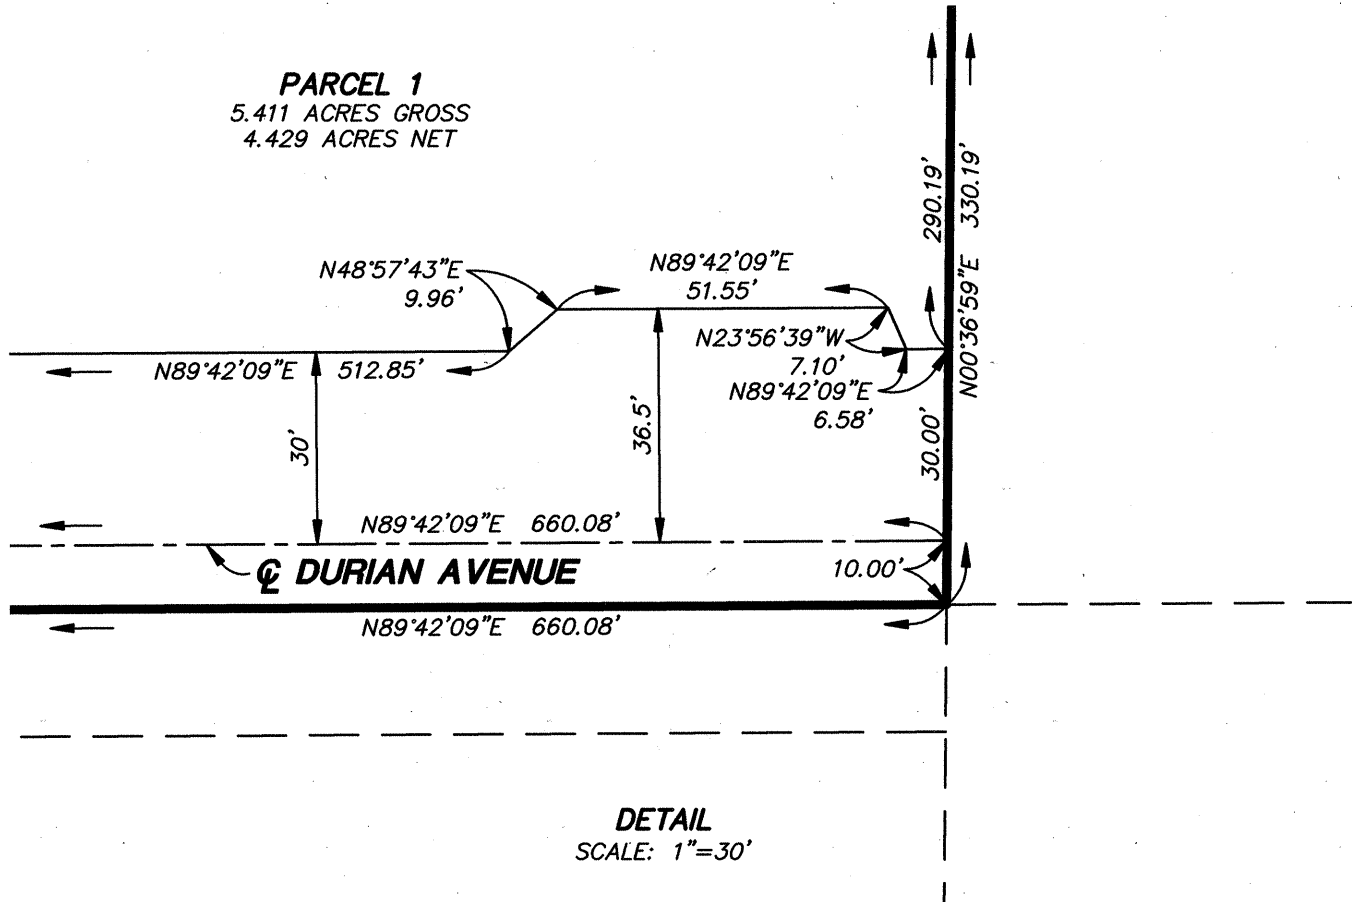 PARCEL 1
5.411 ACRES GROSS
4.429 ACRES NET
290.19'
N00°36'59"E 330.19'
N48°57'43"E
9.96'
N89°42'09"E
51.55'
N23°56'39"W
7.10'
N89°42'09"E
6.58'
N89°42'09"E 512.85'
30'
36.5'
30.00'
N89°42'09"E 660.08'
℄ DURIAN AVENUE
10.00'
N89°42'09"E 660.08'
DETAIL
SCALE: 1"=30'